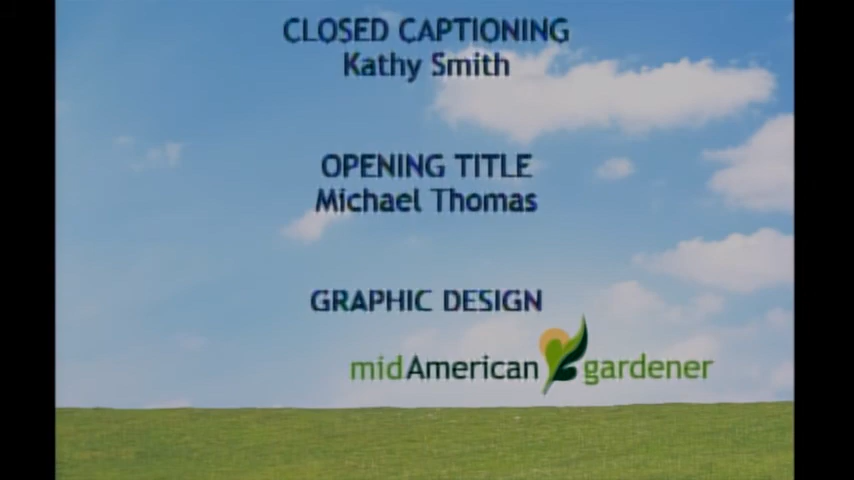 CLOSED CAPTIONING
Kathy Smith
OPENING TITLE
Michael Thomas
GRAPHIC DESIGN
midAmerican gardener